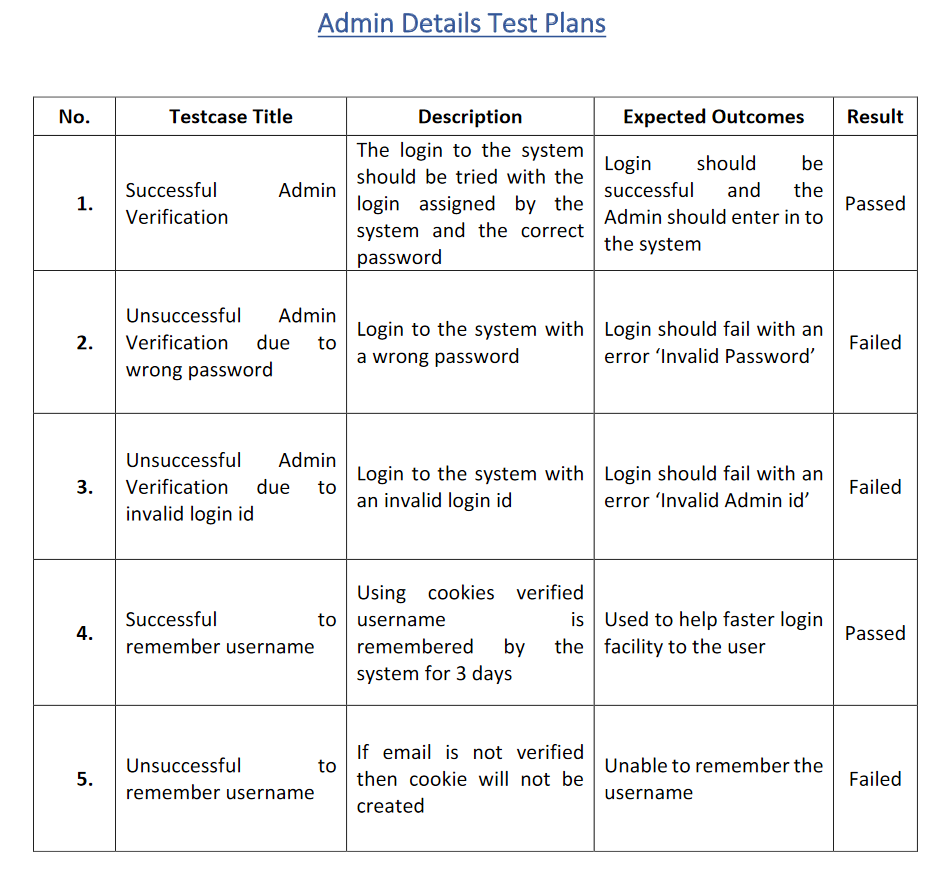 Admin Details Test Plans
No. Testcase Title Description Expected Outcomes Result
1.
Successful Admin
Verification
The login to the system
should be tried with the
login assigned by the
system and the correct
password
Login should be
successful and the
Admin should enter in to
the system
Passed
2.
Unsuccessful Admin
Verification due to
wrong password
Login to the system with
a wrong password
Login should fail with an
error ‘Invalid Password’
Failed
3.
Unsuccessful Admin
Verification due to
invalid login id
Login to the system with
an invalid login id
Login should fail with an
error ‘Invalid Admin id’
Failed
4.
Successful to
remember username
Using cookies verified
username is
remembered by the
system for 3 days
Used to help faster login
facility to the user
Passed
5.
Unsuccessful to
remember username
If email is not verified
then cookie will not be
created
Unable to remember the
username
Failed